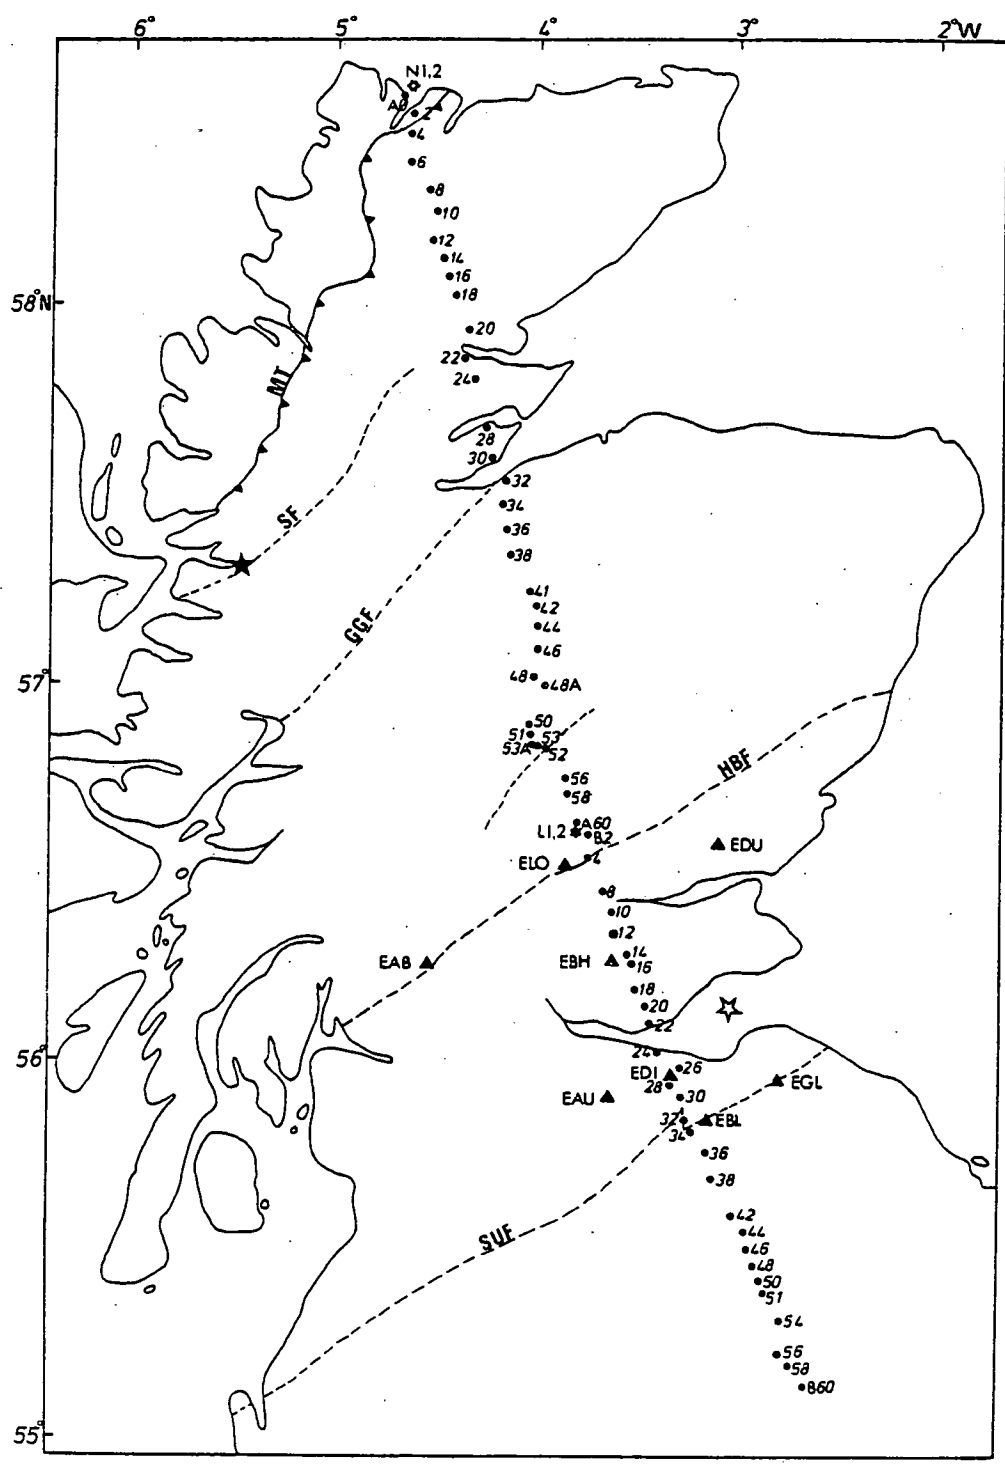 6° 5° 4° 3° 2°W
N1,2
A0
2
4
6
8
10
12
14
16
58°N
18
20
22
24
MT
28
30
32
SF
34
36
38
41
42
GGF
44
46
57°
48
48A
50
51
53
53A
52
HBF
56
58
A60
L1,2
B2
EDU
ELO
4
8
10
12
14
EAB
EBH
16
18
20
22
56°
24
26
EDI
28
EGL
EAU
30
32
EBL
34
36
38
42
SUF
44
46
48
50
51
54
56
58
B60
55°